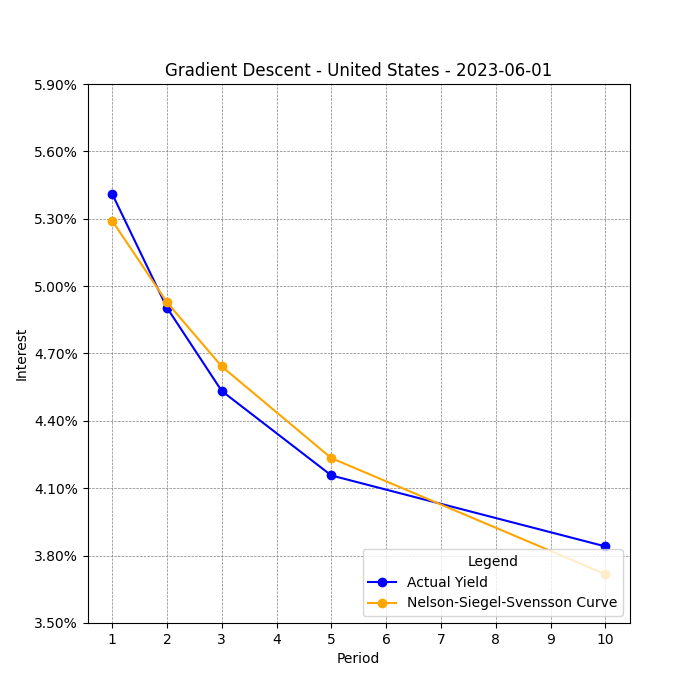 Gradient Descent - United States - 2023-06-01
5.90%
5.60%
5.30%
5.00%
4.70%
4.40%
4.10%
3.80%
3.50%
Interest
Legend
Actual Yield
Nelson-Siegel-Svensson Curve
1 2 3 4 5 6 7 8 9 10
Period